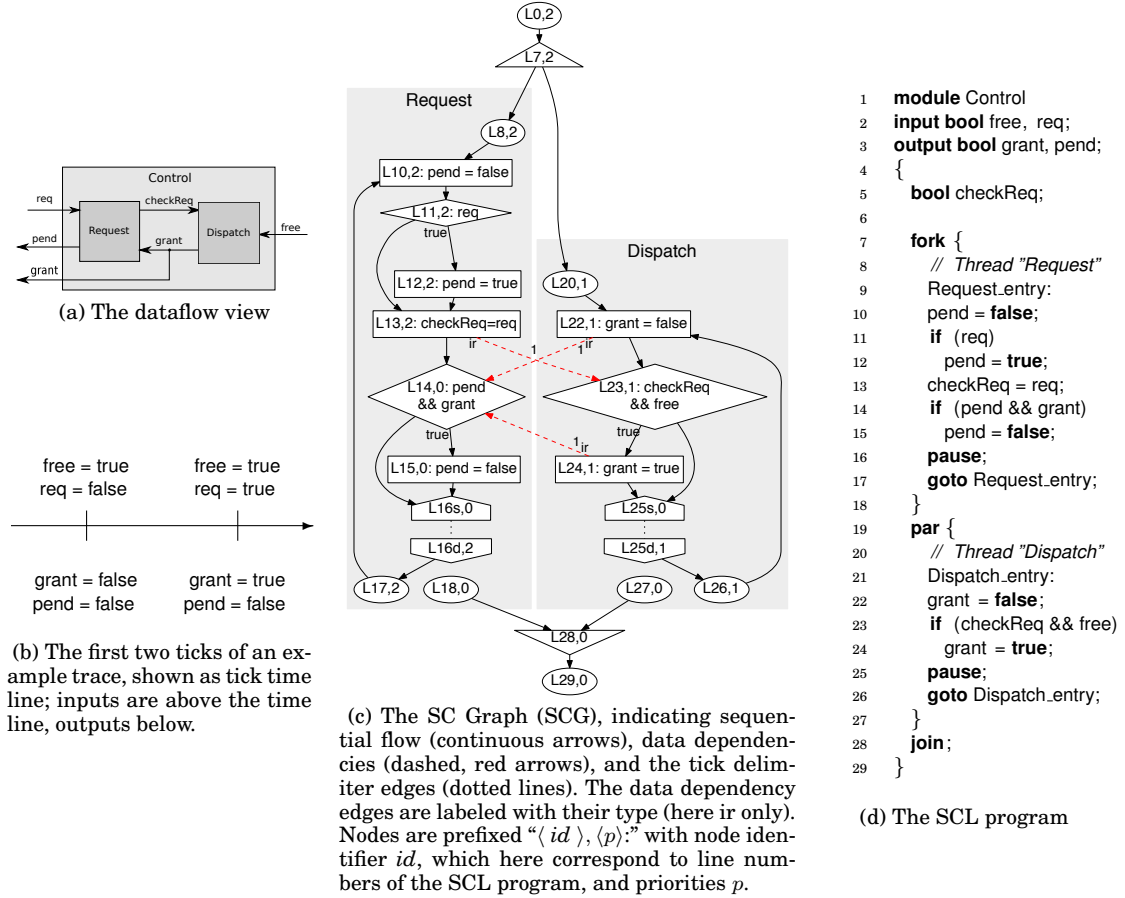 Control
req
checkReq
Request
Dispatch
free
pend
grant
grant
(a) The dataflow view
free = true
req = false
free = true
req = true
grant = false
pend = false
grant = true
pend = false
(b) The first two ticks of an ex-
ample trace, shown as tick time
line; inputs are above the time
line, outputs below.
L0,2
L7,2
Request
L8,2
L10,2: pend = false
L11,2: req
true
L12,2: pend = true
L13,2: checkReq=req
ir
1
L14,0: pend
&& grant
true
L15,0: pend = false
L16s,0
L16d,2
L17,2
L18,0
Dispatch
L20,1
L22,1: grant = false
1
ir
L23,1: checkReq
&& free
true
1
ir
L24,1: grant = true
L25s,0
L25d,1
L27,0
L26,1
L28,0
L29,0
(c) The SC Graph (SCG), indicating sequen-
tial flow (continuous arrows), data dependen-
cies (dashed, red arrows), and the tick delim-
iter edges (dotted lines). The data dependency
edges are labeled with their type (here ir only).
Nodes are prefixed “⟨ id ⟩, ⟨p⟩:” with node iden-
tifier id, which here correspond to line num-
bers of the SCL program, and priorities p.
1 module Control
2 input bool free, req;
3 output bool grant, pend;
4 {
5 bool checkReq;
6
7 fork {
8 // Thread ”Request”
9 Request_entry:
10 pend = false;
11 if (req)
12 pend = true;
13 checkReq = req;
14 if (pend && grant)
15 pend = false;
16 pause;
17 goto Request_entry;
18 }
19 par {
20 // Thread ”Dispatch”
21 Dispatch_entry:
22 grant = false;
23 if (checkReq && free)
24 grant = true;
25 pause;
26 goto Dispatch_entry;
27 }
28 join;
29 }
(d) The SCL program